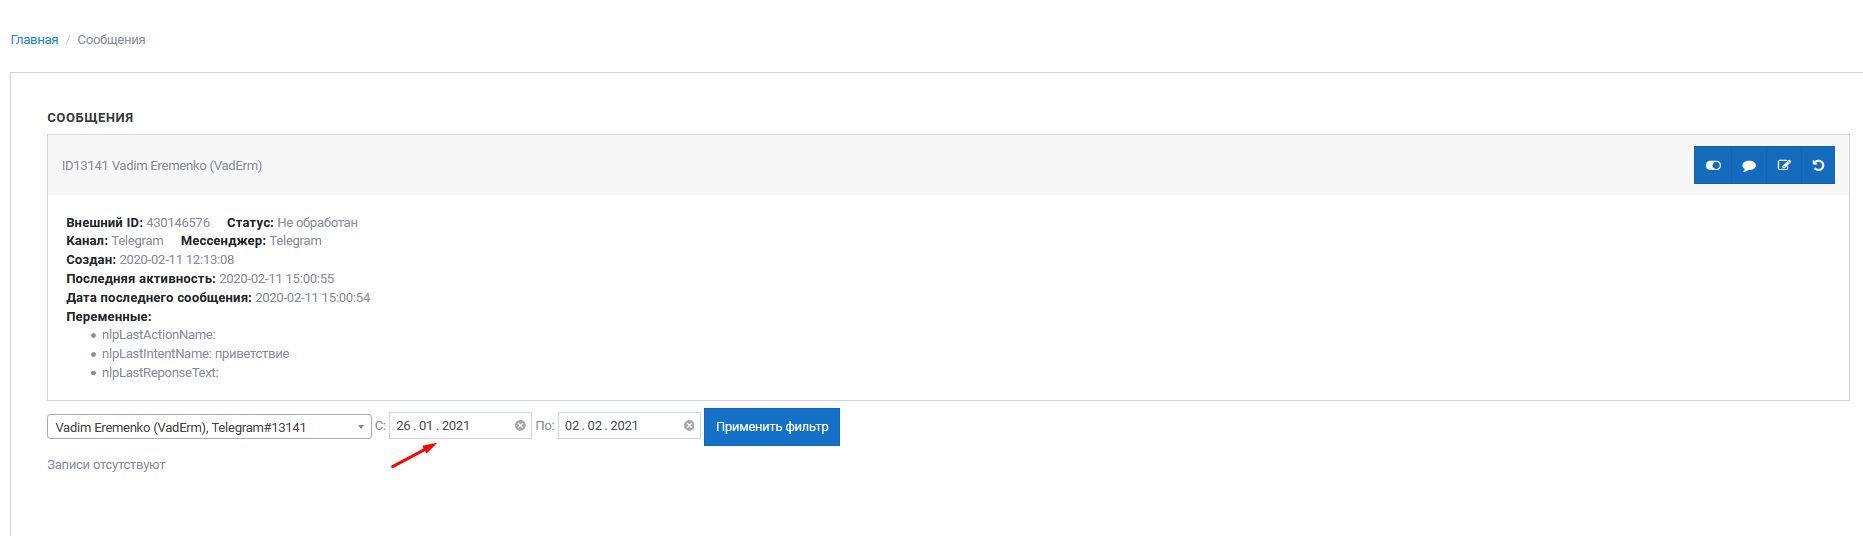 Главная / Сообщения
СООБЩЕНИЯ
ID13141 Vadim Eremenko (VadErm)
Внешний ID: 430146576 Статус: Не обработан
Канал: Telegram Мессенджер: Telegram
Создан: 2020-02-11 12:13:08
Последняя активность: 2020-02-11 15:00:55
Дата последнего сообщения: 2020-02-11 15:00:54
Переменные:
nlpLastActionName:
nlpLastIntentName: приветствие
nlpLastReponseText:
Vadim Eremenko (VadErm), Telegram#13141 С: 26.01.2021 По: 02.02.2021 Применить фильтр
Записи отсутствуют